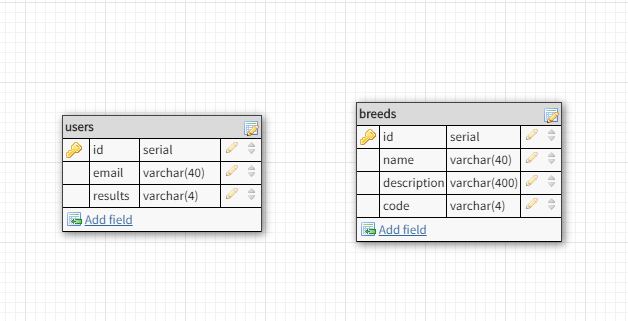 users
id serial
email varchar(40)
results varchar(4)
Add field
breeds
id serial
name varchar(40)
description varchar(400)
code varchar(4)
Add field